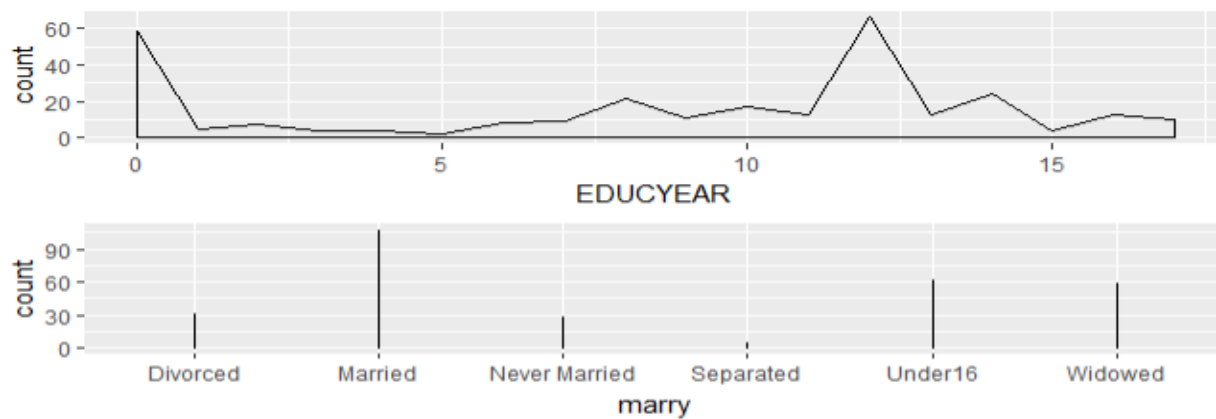 60
40
20
0
count
0 5 10 15
EDUCYEAR
90
60
30
0
count
Divorced Married Never Married Separated Under16 Widowed
marry